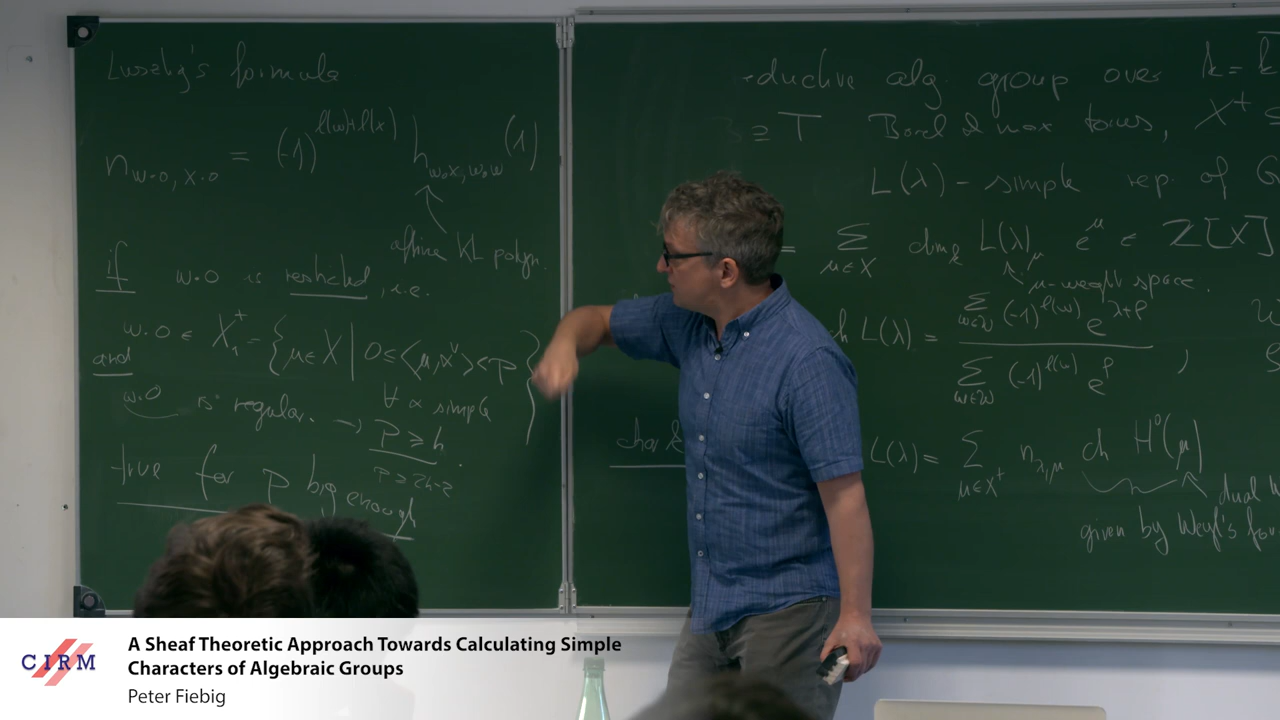 Lusztig's formula
n_{w·0, x·0} = (-1)^{l(w)+l(x)} h_{w₀x, w₀w} (1)
affine KL polyn.
if w·0 is restricted, i.e.
w·0 ∈ X₁⁺ = {μ∈X | 0≤<μ,α^∨><p}
∀ α simple
and
w·0 is regular. → p ≥ h
p ≥ 2h-2
true for p big enough
ductive alg. group over k = k
⊇ T Borel & max torus, X⁺ ⊆
L(λ) - simple rep. of G
= Σ_{μ∈X} dim_k L(λ)_μ e^μ ∈ Z[X]
μ-weight space.
ch L(λ) = Σ_{w∈W} (-1)^{l(w)} e^{λ+ρ} / Σ_{w∈W} (-1)^{l(w)} e^ρ ,
char k
L(λ) = Σ_{μ∈X⁺} n_{λ,μ} ch H⁰(μ)
dual
given by Weyl's
CIRM
A Sheaf Theoretic Approach Towards Calculating Simple
Characters of Algebraic Groups
Peter Fiebig